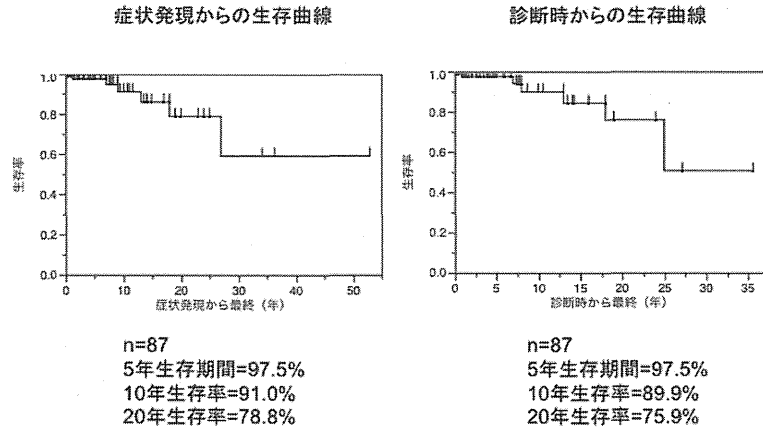 症状発現からの生存曲線
1.0
0.8
0.6
0.4
0.2
0.0
生存率
0 10 20 30 40 50
症状発現から最終（年）
n=87
5年生存期間=97.5%
10年生存率=91.0%
20年生存率=78.8%
診断時からの生存曲線
1.0
0.8
0.6
0.4
0.2
0.0
生存率
0 5 10 15 20 25 30 35
診断時から最終（年）
n=87
5年生存期間=97.5%
10年生存率=89.9%
20年生存率=75.9%